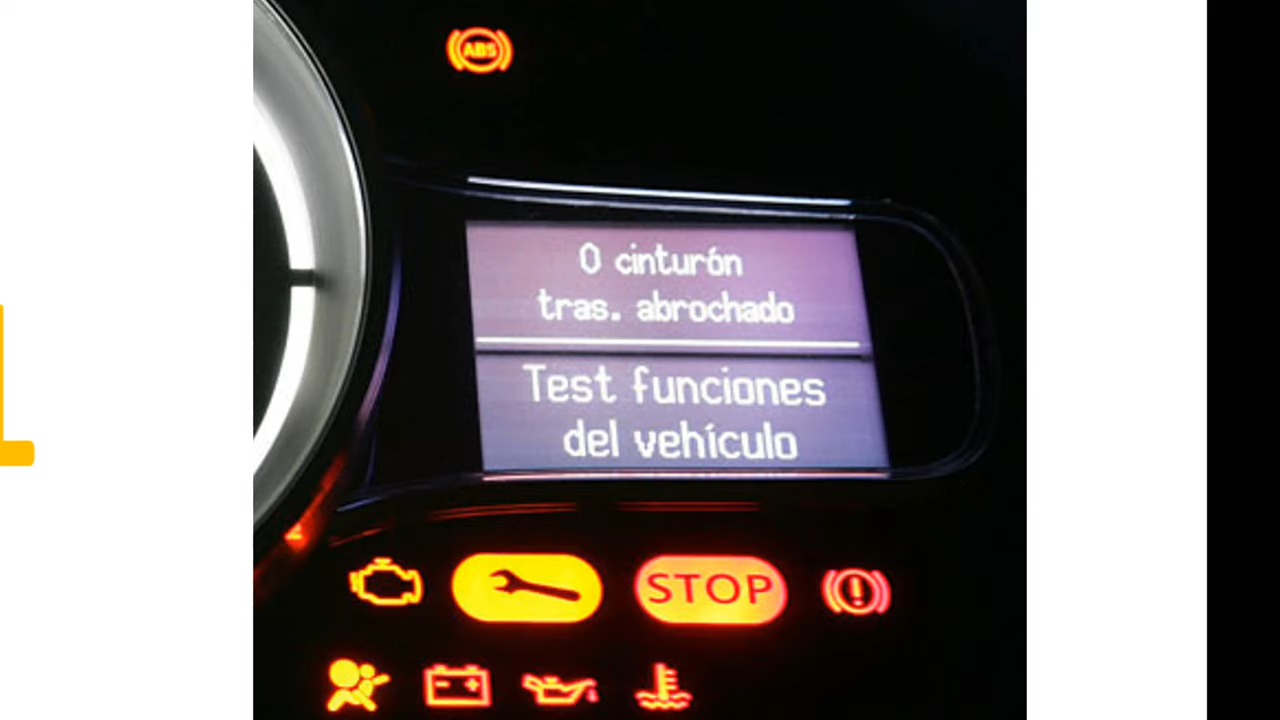 ABS
0 cinturón
tras. abrochado
Test funciones
del vehículo
STOP